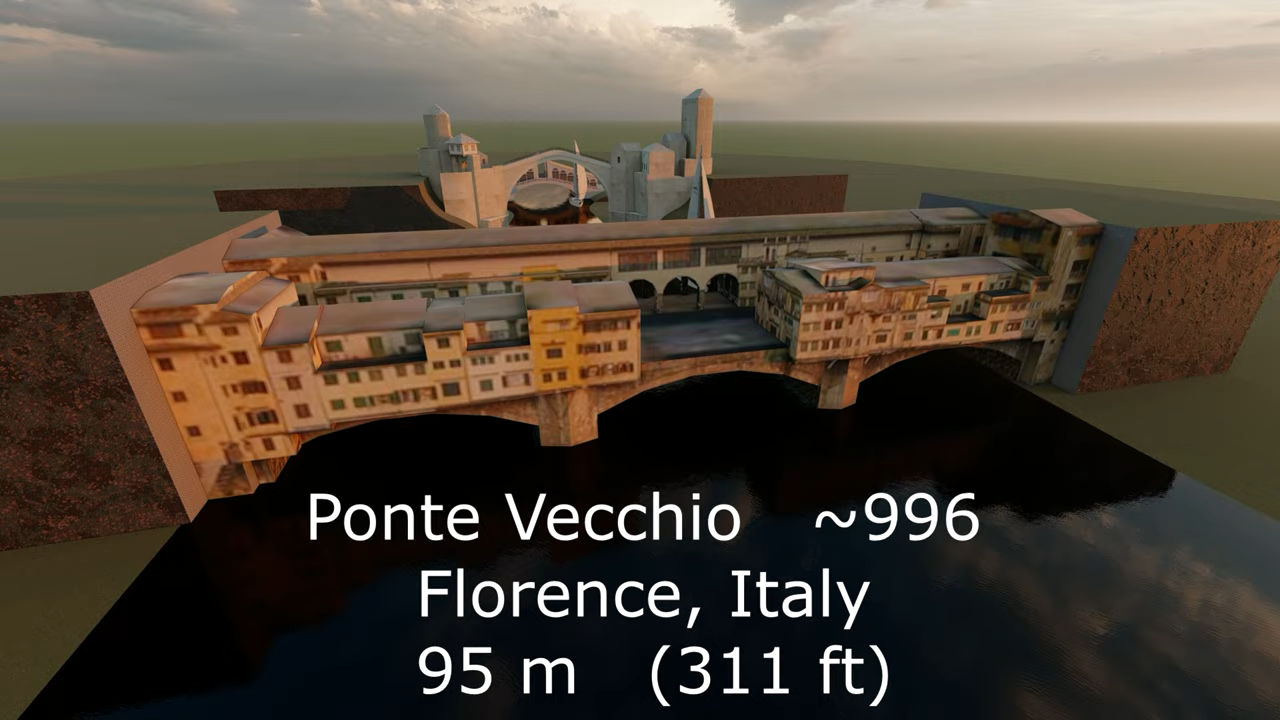 Ponte Vecchio ~996
Florence, Italy
95 m (311 ft)